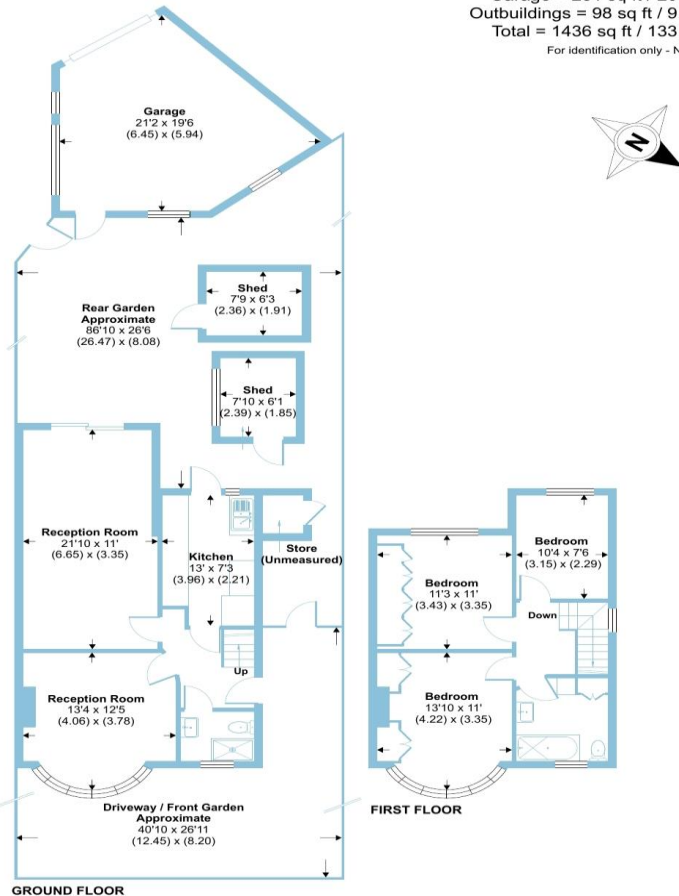 Outbuildings = 98 sq ft / 9
Total = 1436 sq ft / 133
For identification only - N
Garage
21'2 x 19'6
(6.45) x (5.94)
N
Shed
7'9 x 6'3
(2.36) x (1.91)
Rear Garden
Approximate
86'10 x 26'6
(26.47) x (8.08)
Shed
7'10 x 6'1
(2.39) x (1.85)
Reception Room
21'10 x 11'
(6.65) x (3.35)
Kitchen
13' x 7'3
(3.96) x (2.21)
Store
(Unmeasured)
Up
Reception Room
13'4 x 12'5
(4.06) x (3.78)
Driveway / Front Garden
Approximate
40'10 x 26'11
(12.45) x (8.20)
GROUND FLOOR
Bedroom
10'4 x 7'6
(3.15) x (2.29)
Bedroom
11'3 x 11'
(3.43) x (3.35)
Down
Bedroom
13'10 x 11'
(4.22) x (3.35)
FIRST FLOOR